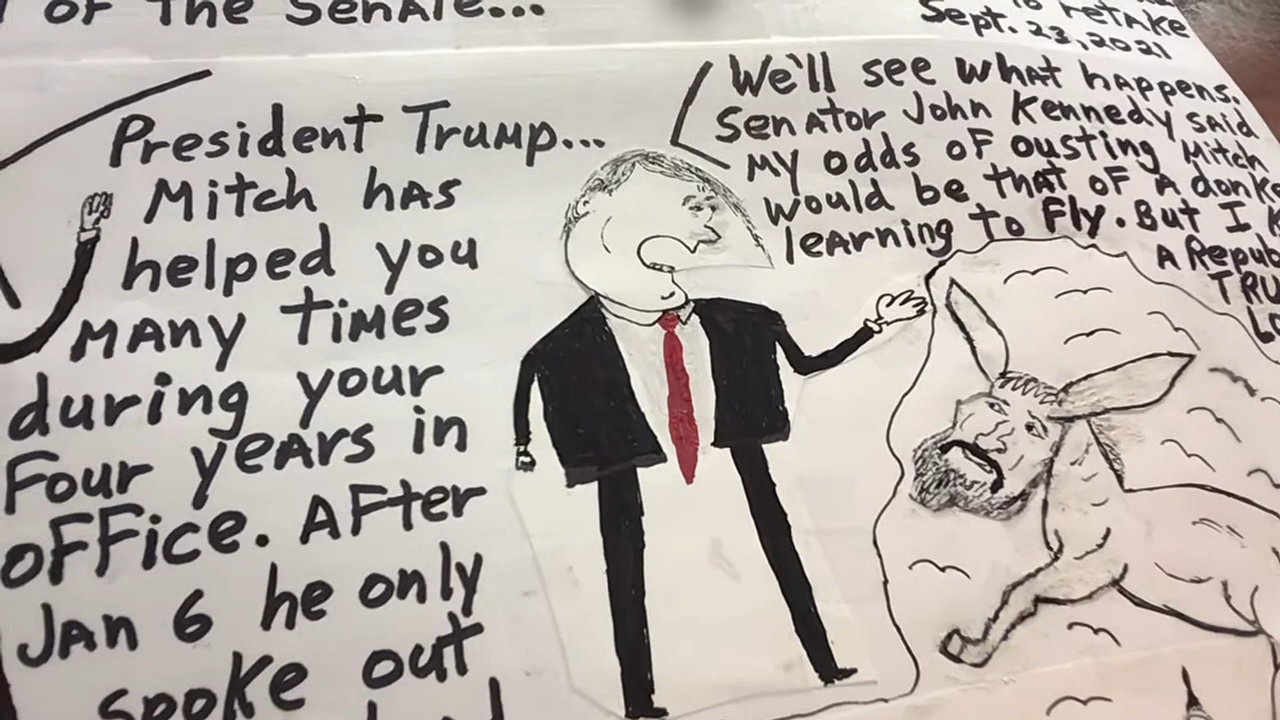 of The Senate...
to retake
Sept. 23, 2021
President Trump...
Mitch has
helped you
many times
during your
four years in
office. After
Jan 6 he only
spoke out
We'll see what happens.
Senator John Kennedy said
my odds of ousting Mitch
would be that of a
learning to fly. But I
a